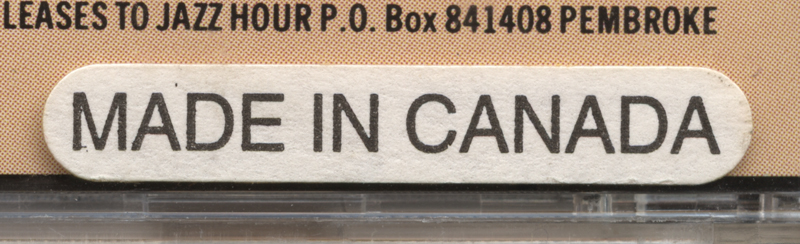 LEASES TO JAZZ HOUR P.O. Box 841408 PEMBROKE
MADE IN CANADA